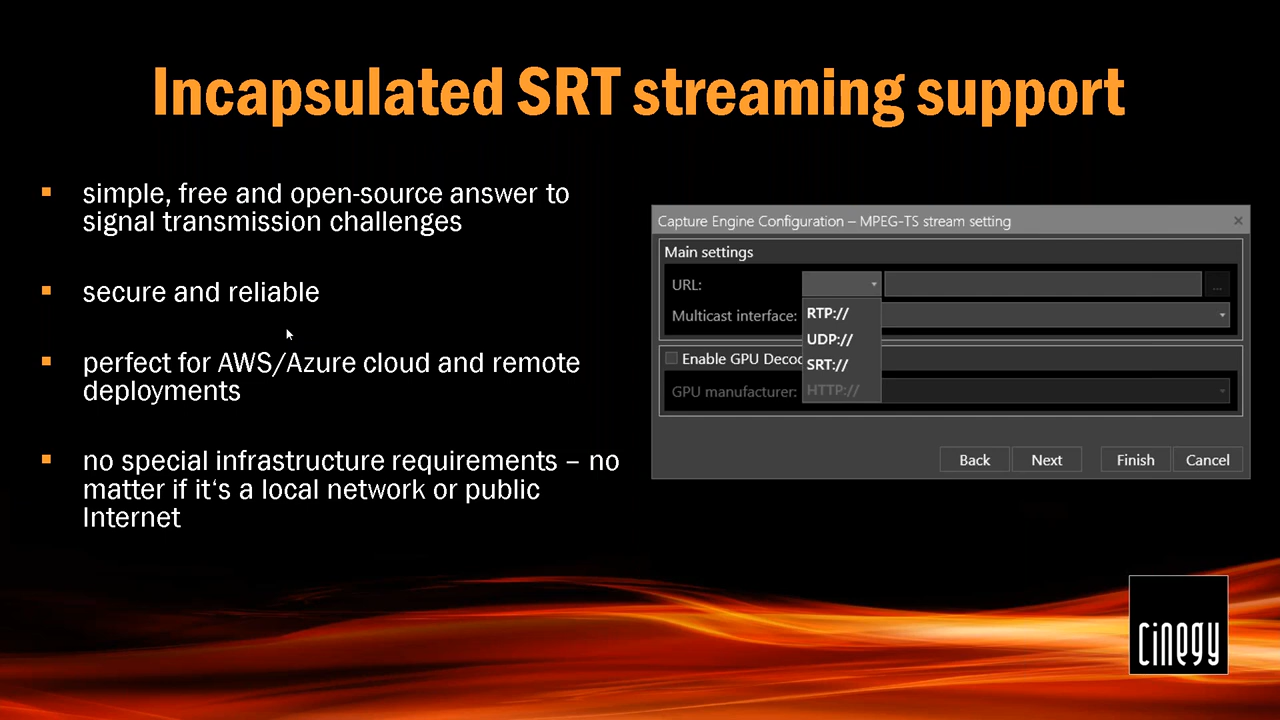 Incapsulated SRT streaming support
simple, free and open-source answer to
signal transmission challenges
secure and reliable
perfect for AWS/Azure cloud and remote
deployments
no special infrastructure requirements – no
matter if it‘s a local network or public
Internet
Capture Engine Configuration – MPEG-TS stream setting
Main settings
URL:
...
Multicast interface:
RTP://
UDP://
SRT://
HTTP://
Enable GPU Decod
GPU manufacturer:
Back Next Finish Cancel
cinegy